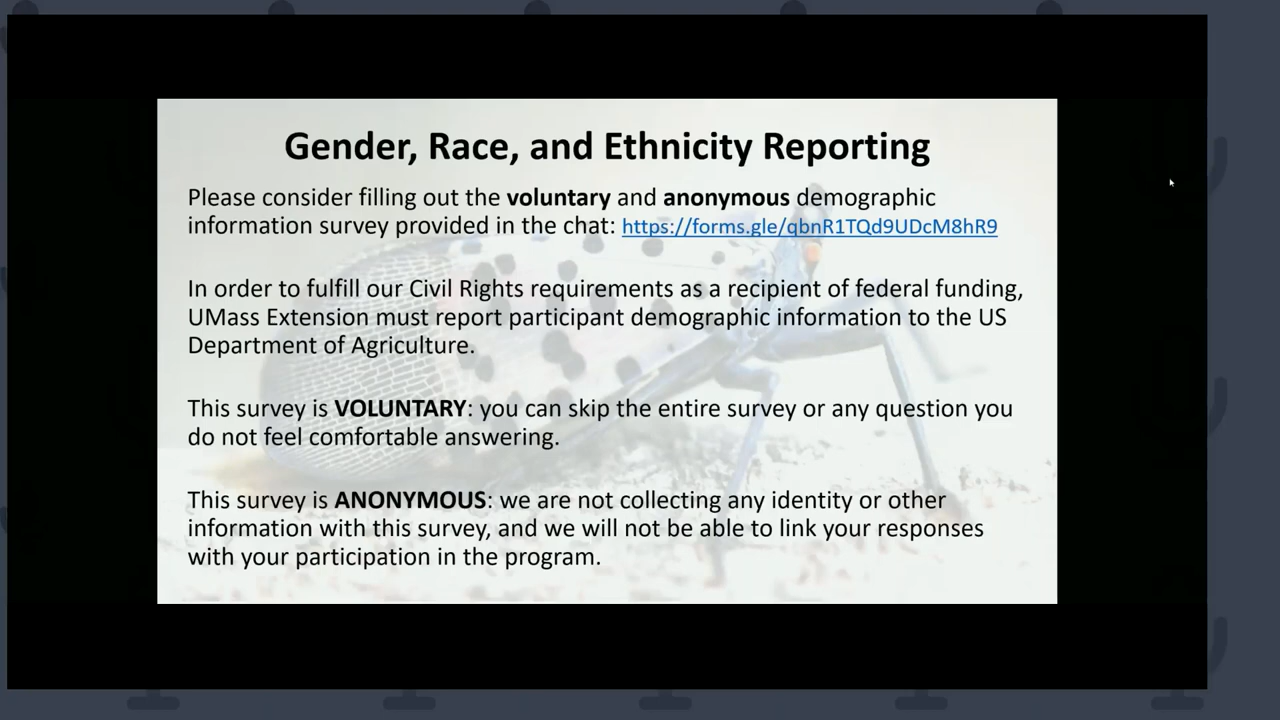 Gender, Race, and Ethnicity Reporting
Please consider filling out the voluntary and anonymous demographic
information survey provided in the chat: https://forms.gle/qbnR1TQd9UDcM8hR9
In order to fulfill our Civil Rights requirements as a recipient of federal funding,
UMass Extension must report participant demographic information to the US
Department of Agriculture.
This survey is VOLUNTARY: you can skip the entire survey or any question you
do not feel comfortable answering.
This survey is ANONYMOUS: we are not collecting any identity or other
information with this survey, and we will not be able to link your responses
with your participation in the program.